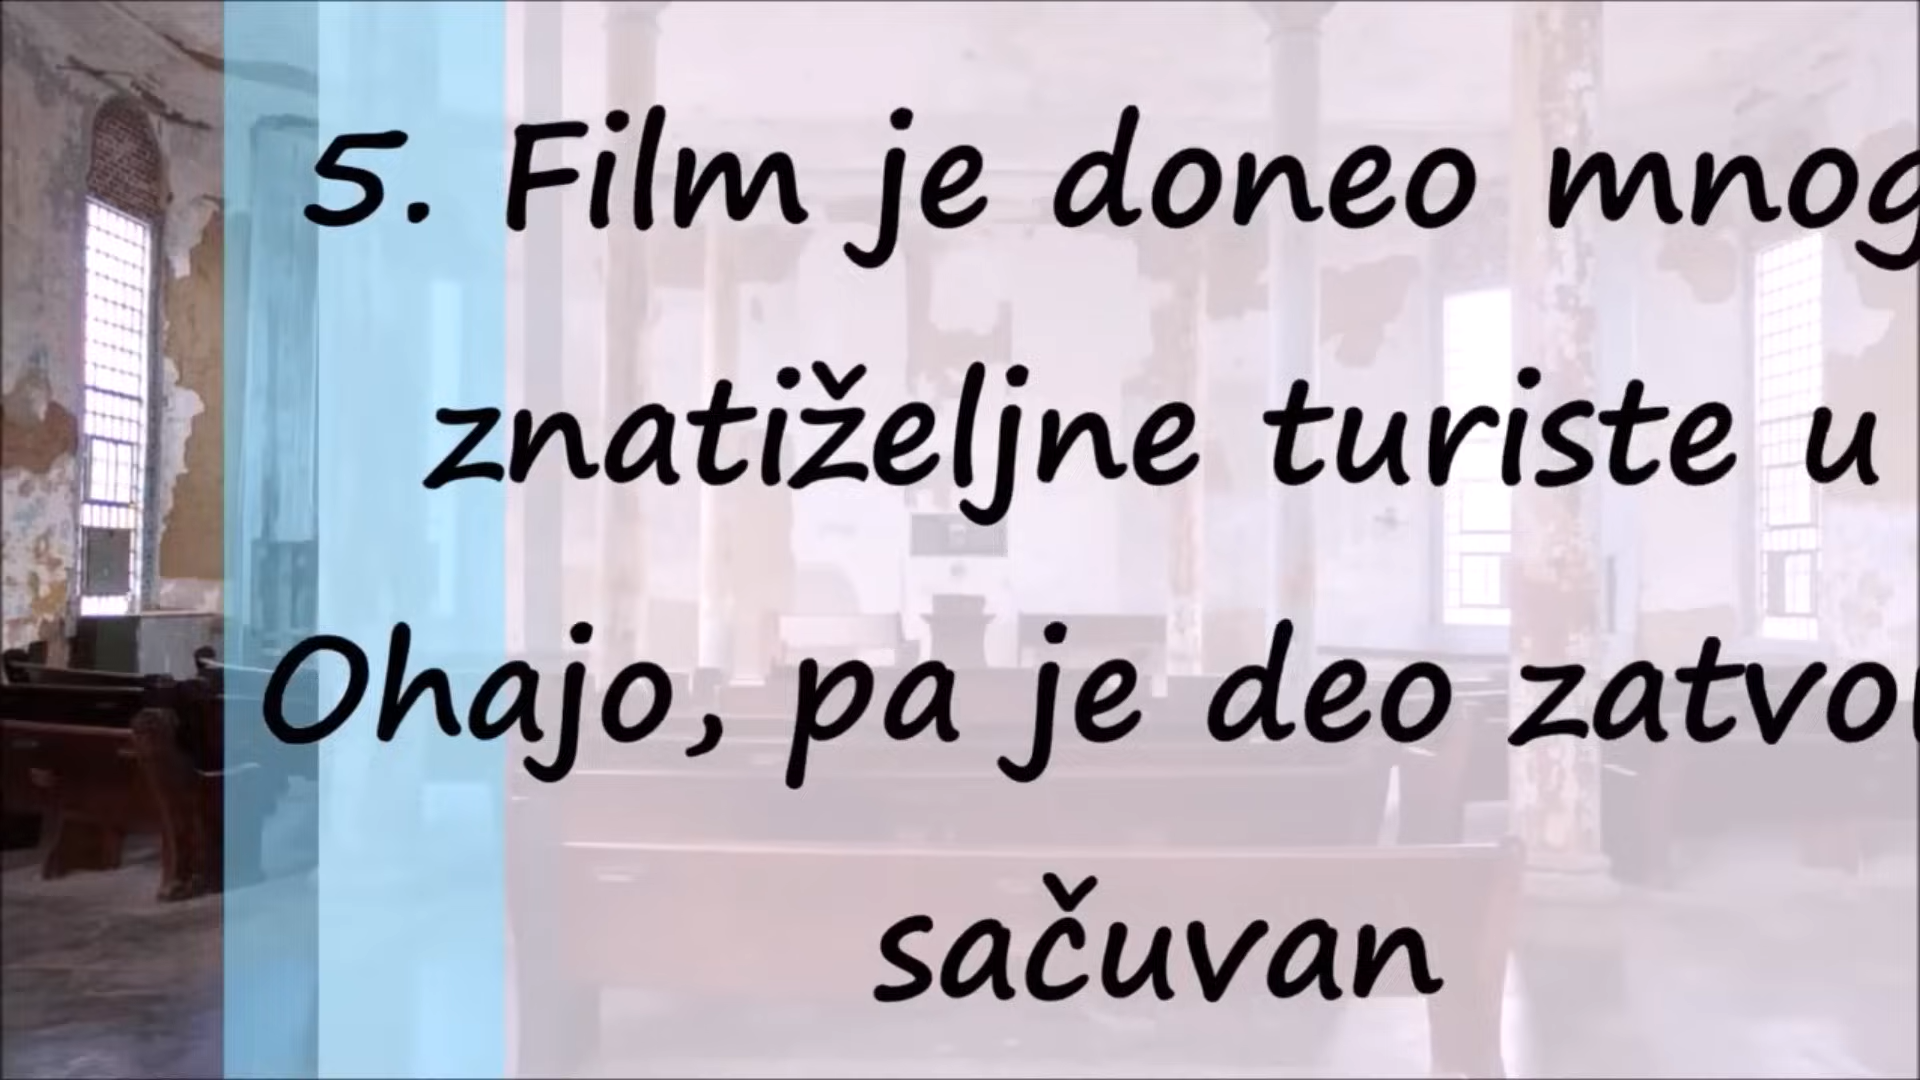 5. Film je doneo mnog
znatiželjne turiste u
Ohajo, pa je deo zatvo
sačuvan